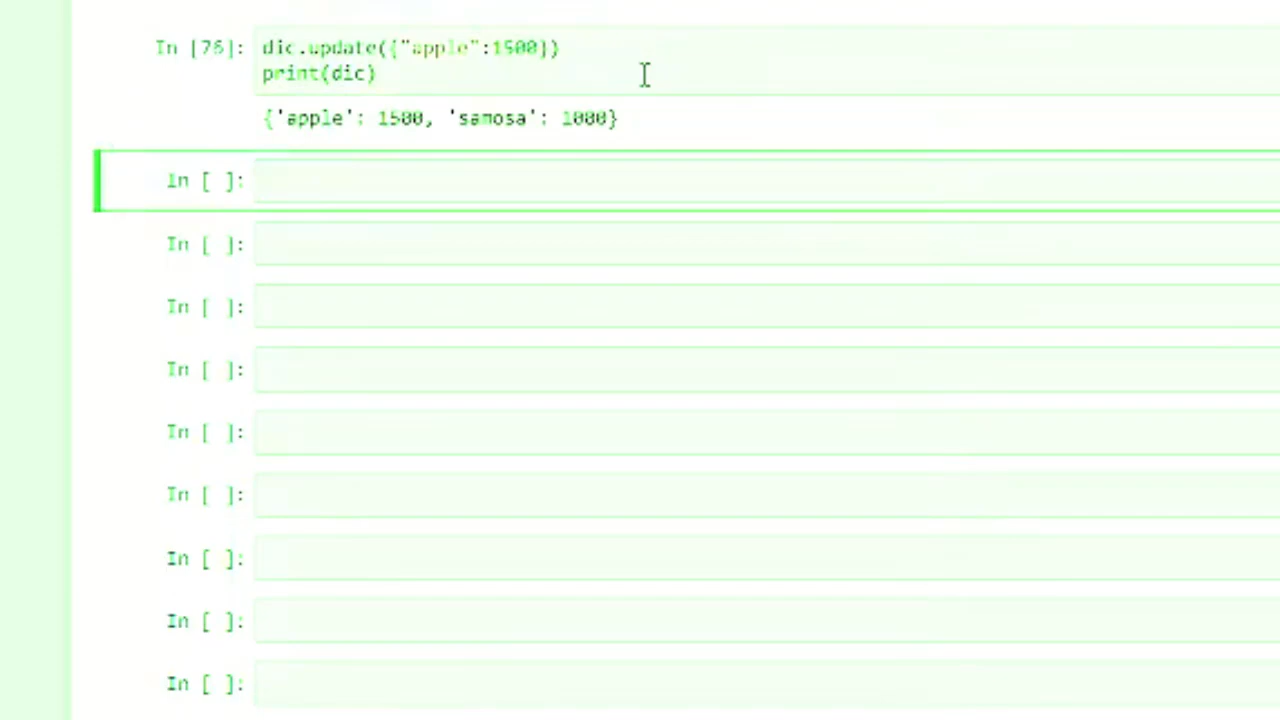 In [76]: dic.update({"apple":1500})
print(dic)
{'apple': 1500, 'samosa': 1000}
In [ ]:
In [ ]:
In [ ]:
In [ ]:
In [ ]:
In [ ]:
In [ ]:
In [ ]:
In [ ]: